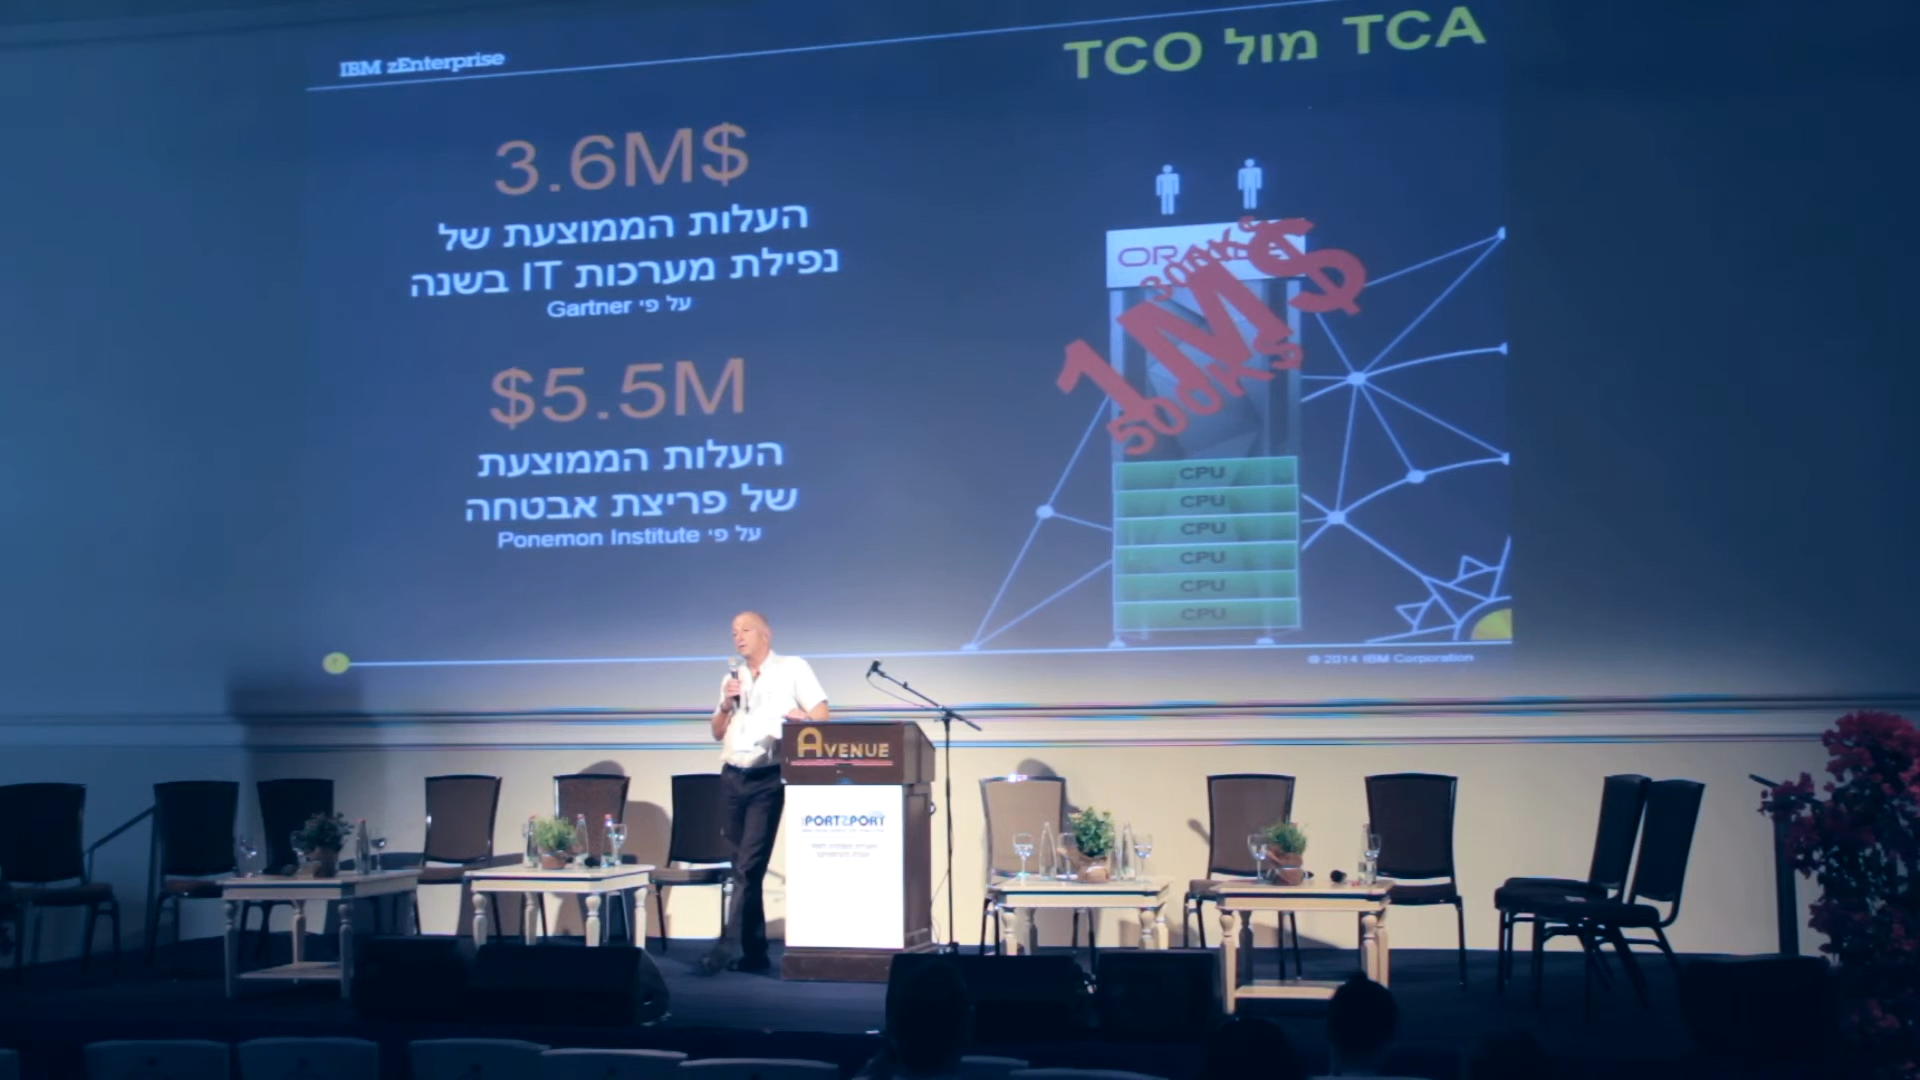 IBM zEnterprise
TCO מול TCA
3.6M$
העלות הממוצעת של
נפילת מערכות IT בשנה
על פי Gartner
$5.5M
העלות הממוצעת
של פריצת אבטחה
על פי Ponemon Institute
300K$
1M$
500K$
CPU
CPU
CPU
CPU
CPU
CPU
© 2014 IBM Corporation
AVENUE
PORT2PORT